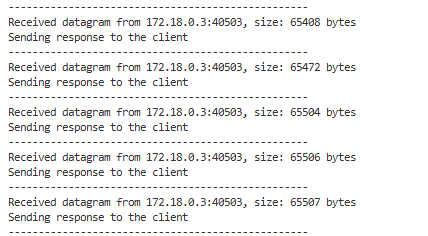 --------------------------------------------------
Received datagram from 172.18.0.3:40503, size: 65408 bytes
Sending response to the client
--------------------------------------------------
Received datagram from 172.18.0.3:40503, size: 65472 bytes
Sending response to the client
--------------------------------------------------
Received datagram from 172.18.0.3:40503, size: 65504 bytes
Sending response to the client
--------------------------------------------------
Received datagram from 172.18.0.3:40503, size: 65506 bytes
Sending response to the client
--------------------------------------------------
Received datagram from 172.18.0.3:40503, size: 65507 bytes
Sending response to the client
--------------------------------------------------